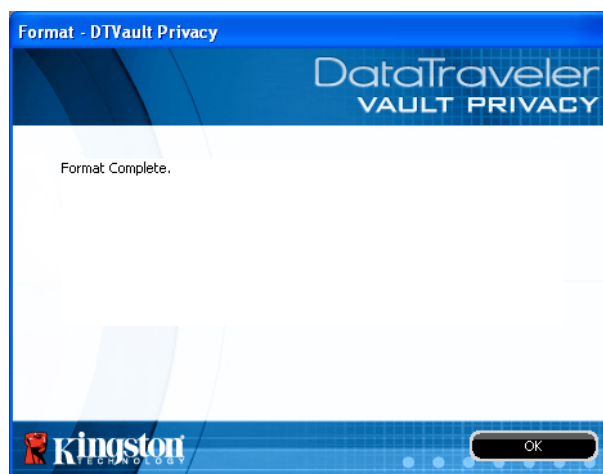 Format - DTVault Privacy
DataTraveler
VAULT PRIVACY
Format Complete.
Kingston
TECHNOLOGY
OK